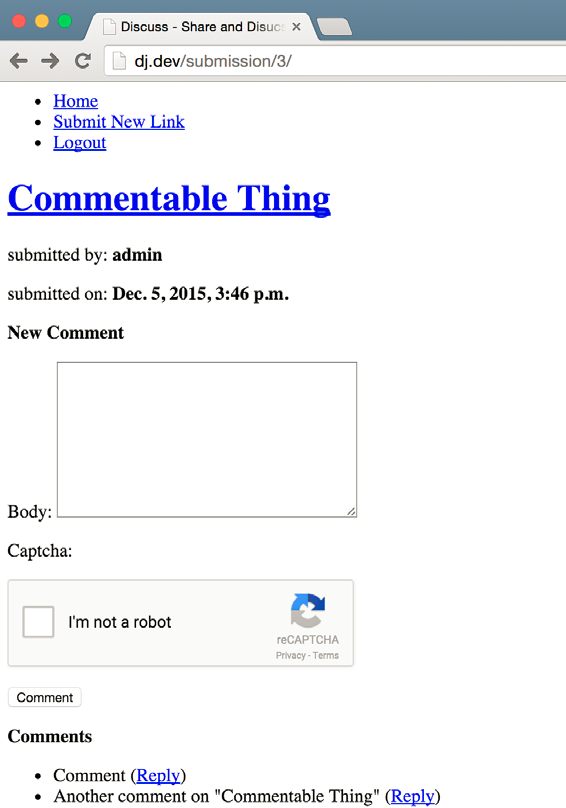 Discuss - Share and Disucs
dj.dev/submission/3/
Home
Submit New Link
Logout
Commentable Thing
submitted by: admin
submitted on: Dec. 5, 2015, 3:46 p.m.
New Comment
Body:
Captcha:
I'm not a robot
reCAPTCHA
Privacy - Terms
Comment
Comments
Comment (Reply)
Another comment on "Commentable Thing" (Reply)